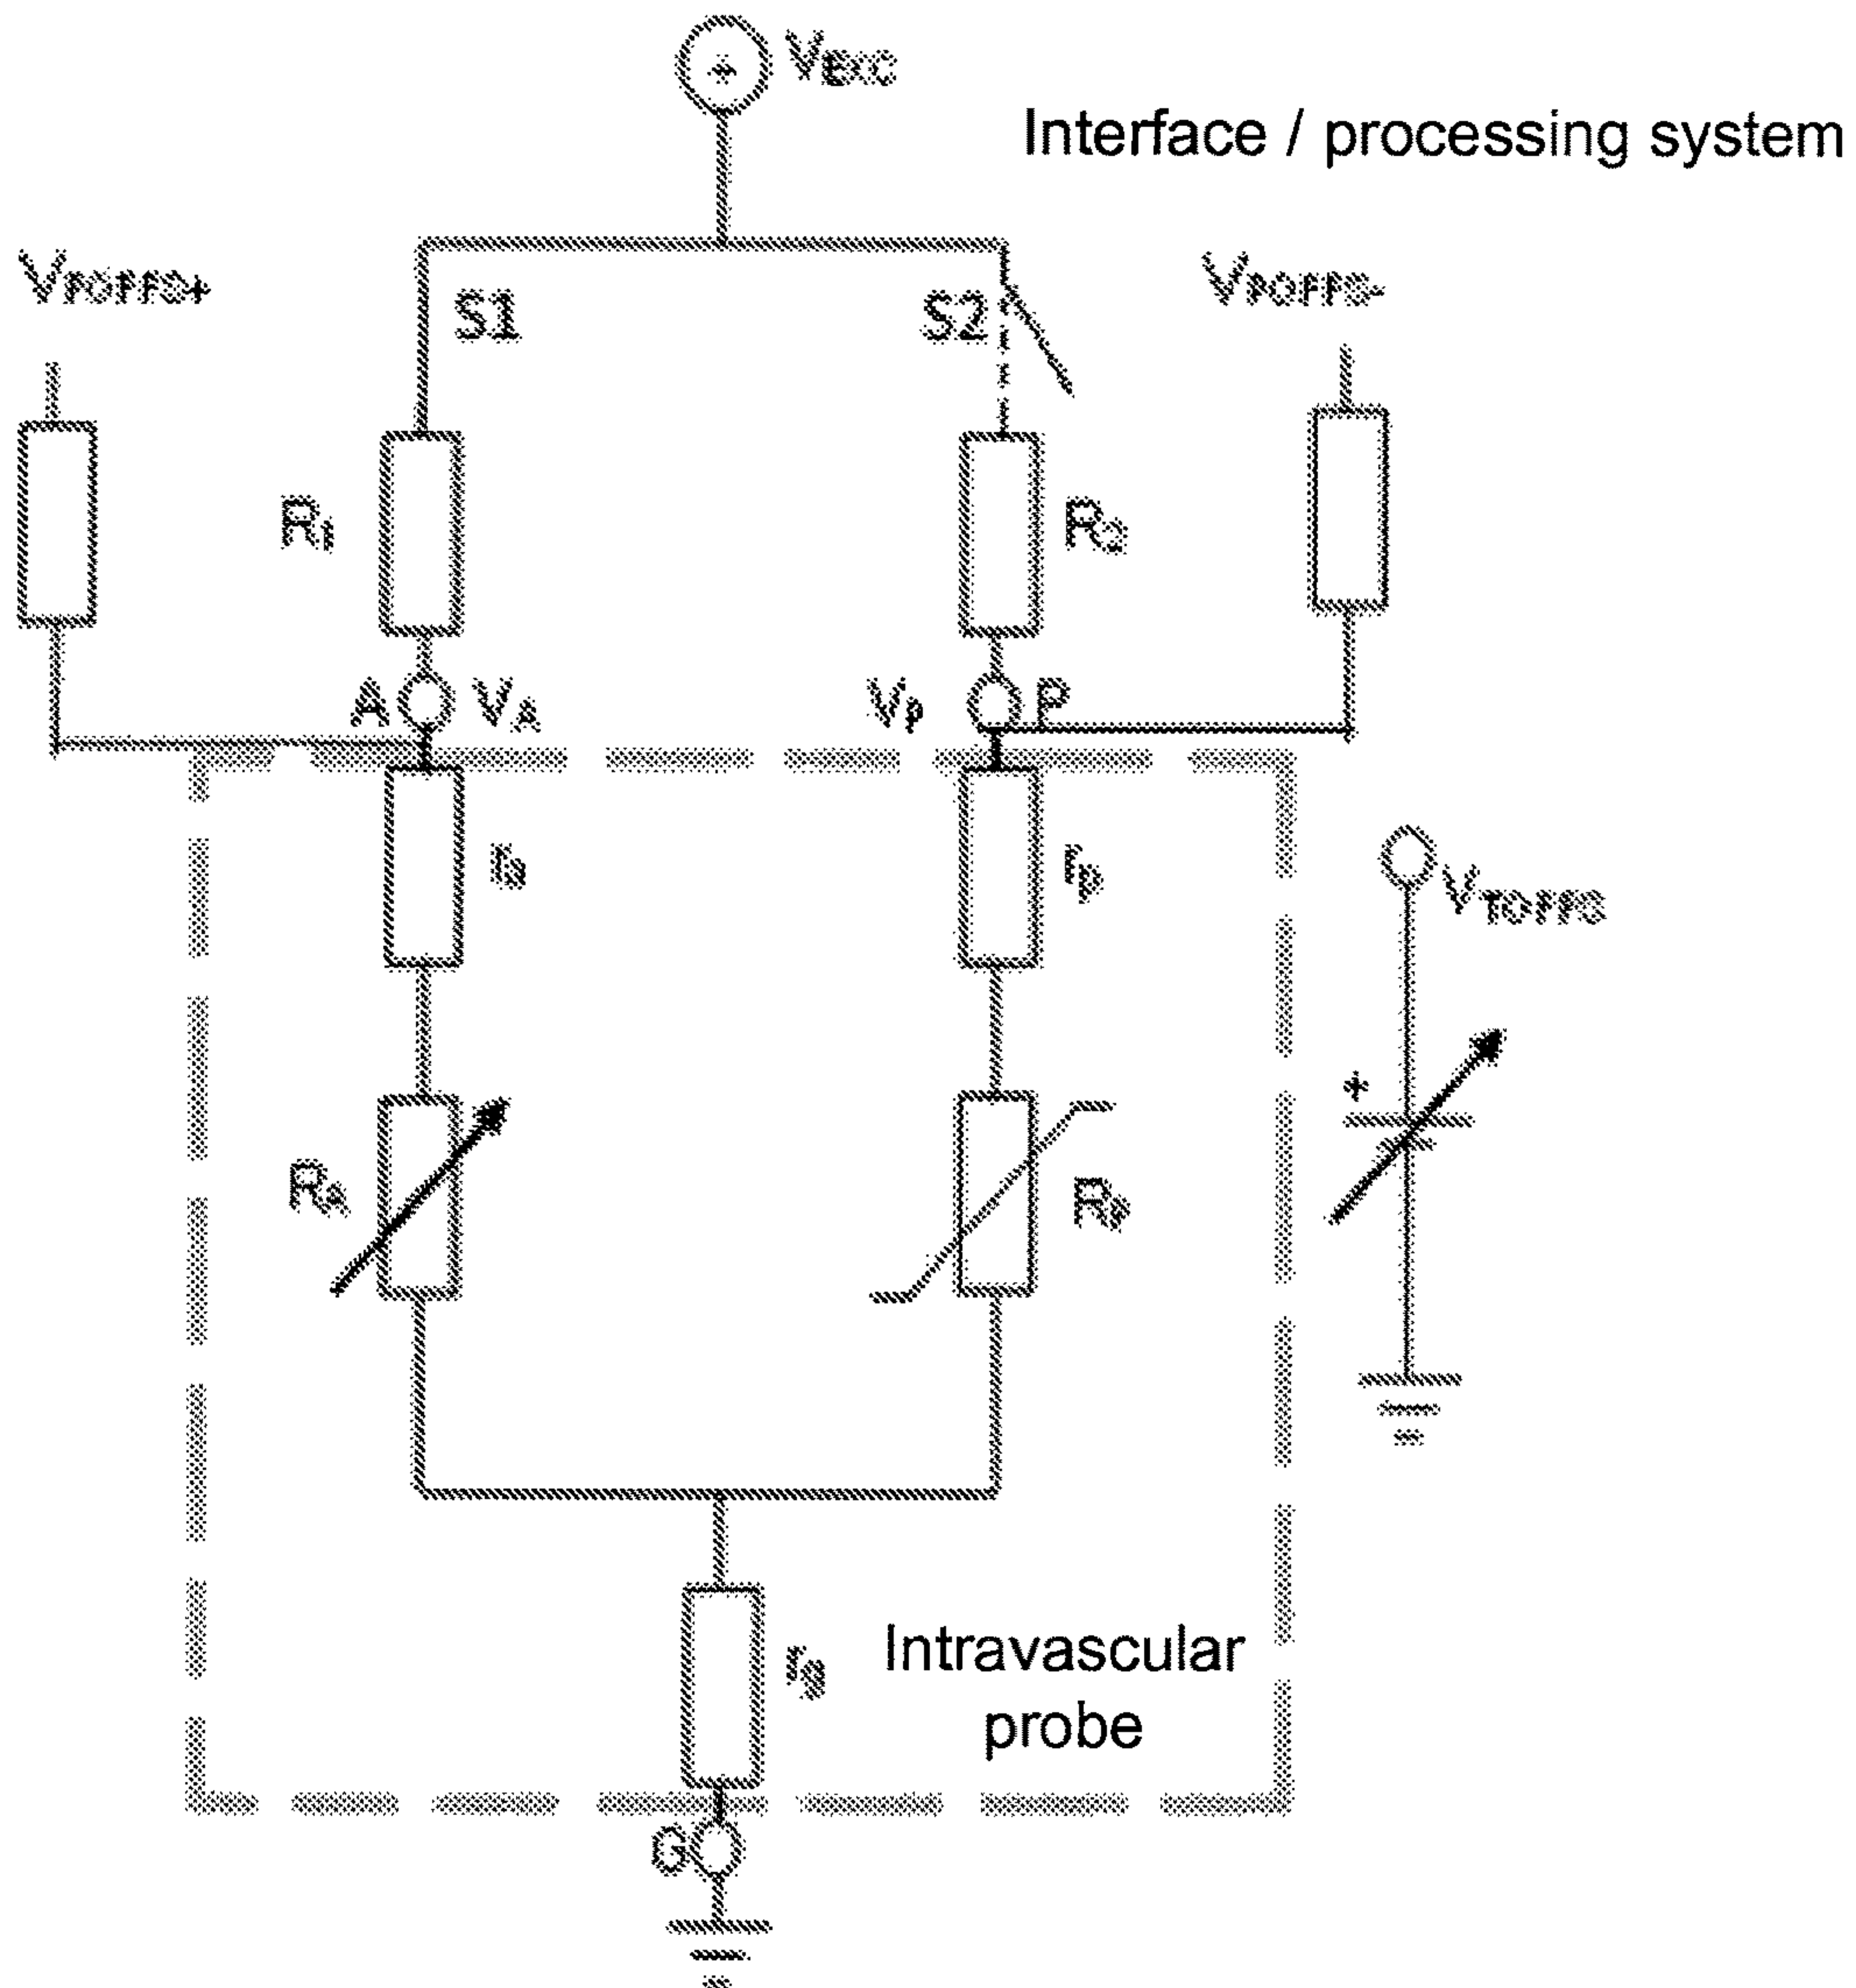 VEXC
Interface / processing system
VPOFFS+
S1
S2
VPOFFS-
R1
R2
A
VA
VP
P
ra
rp
VTOFFS
+
Ra
Rp
rg
Intravascular
probe
G